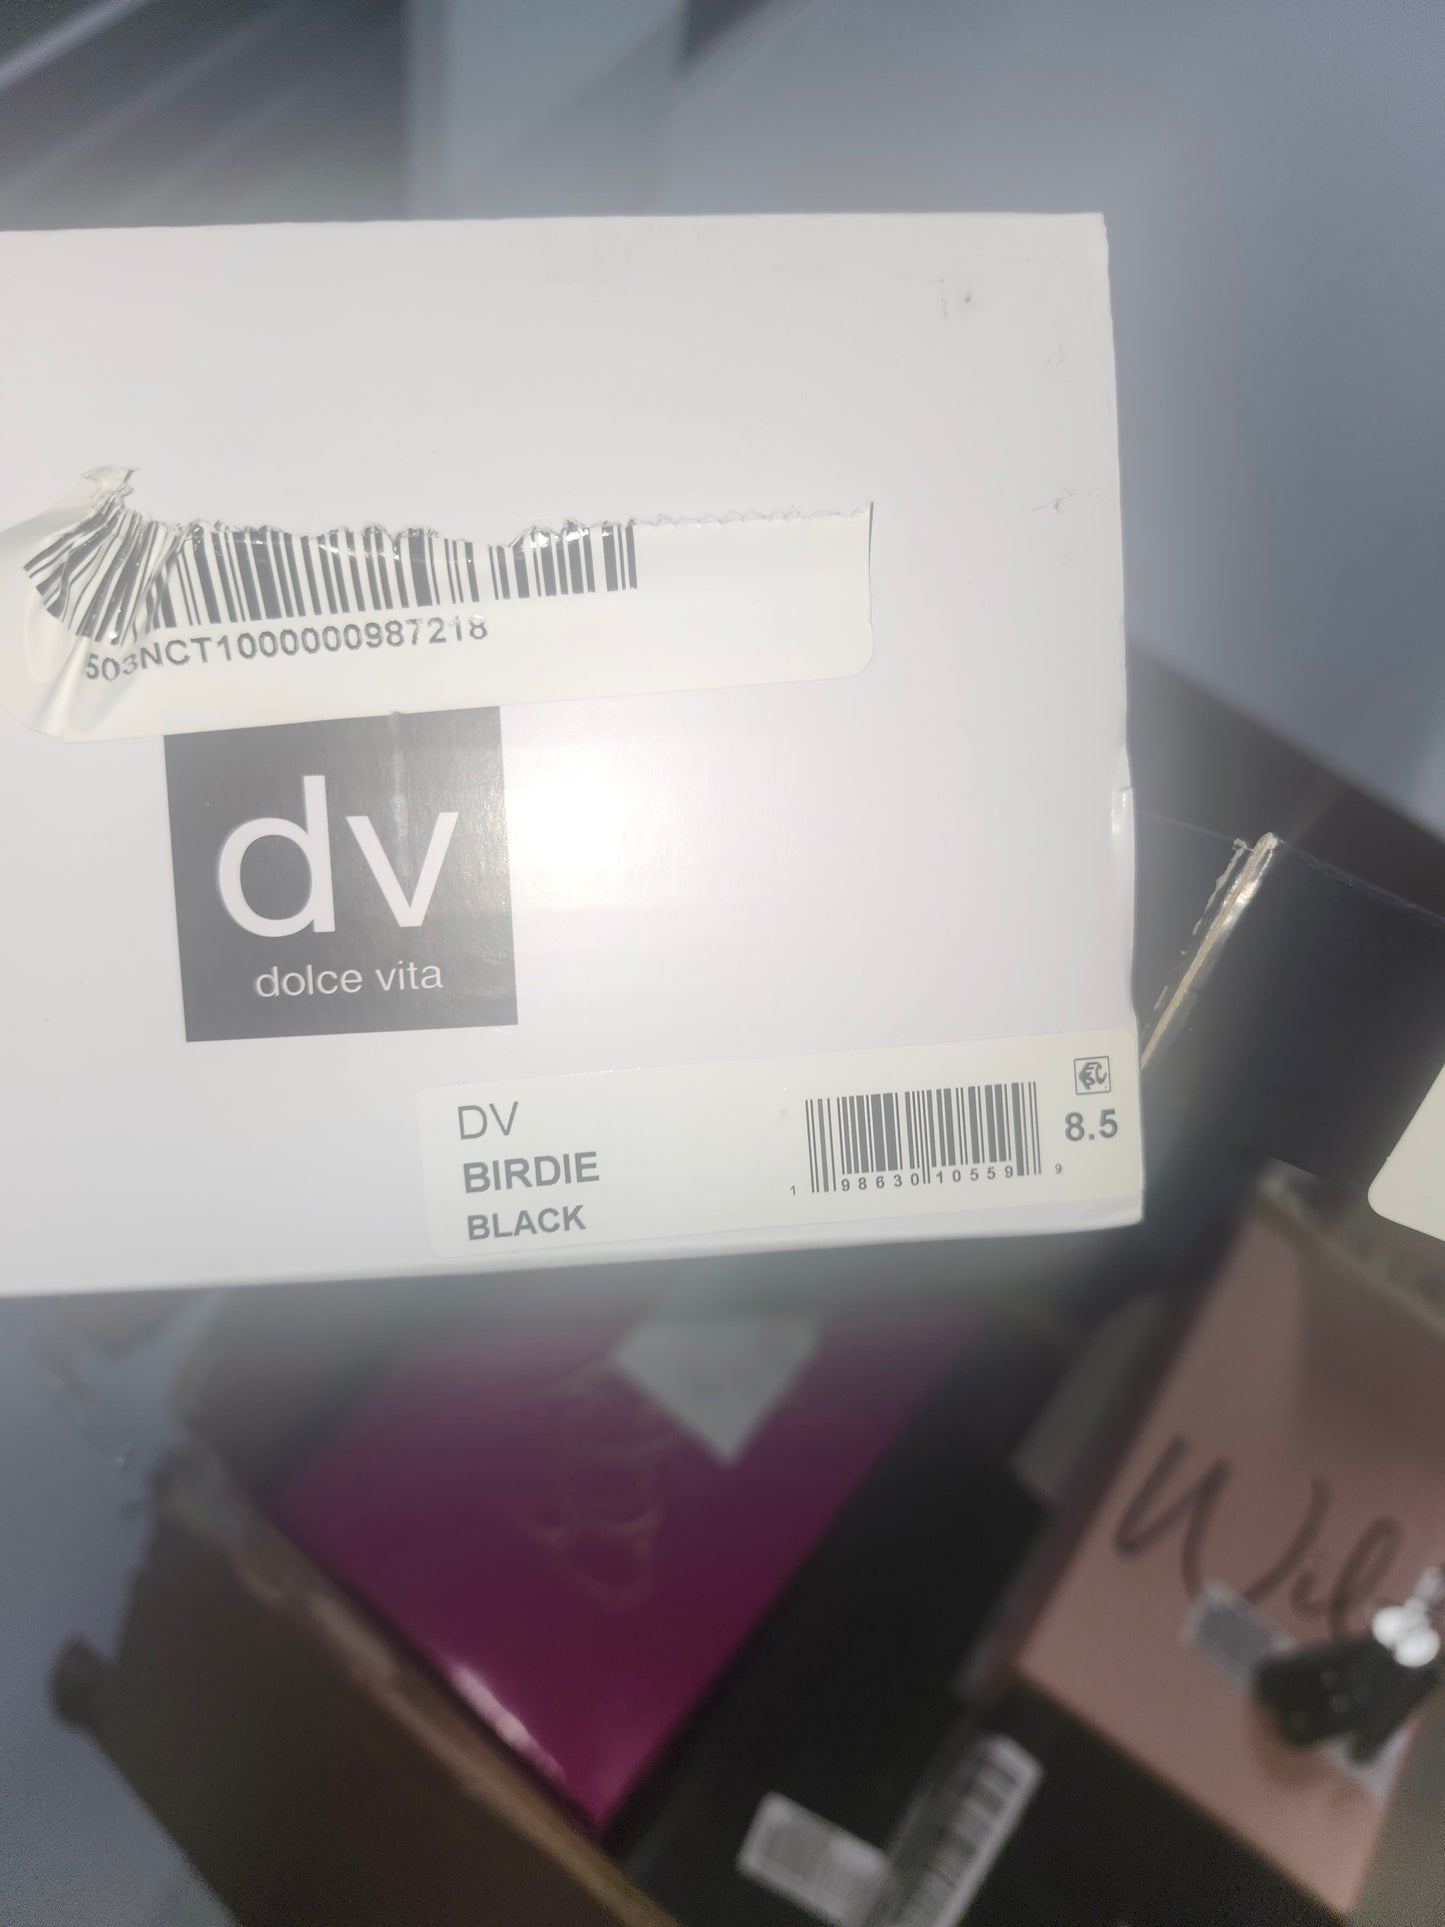 503NCT1000000987218
dv
dolce vita
DV
BIRDIE
BLACK
1 98630 10559 9
8.5